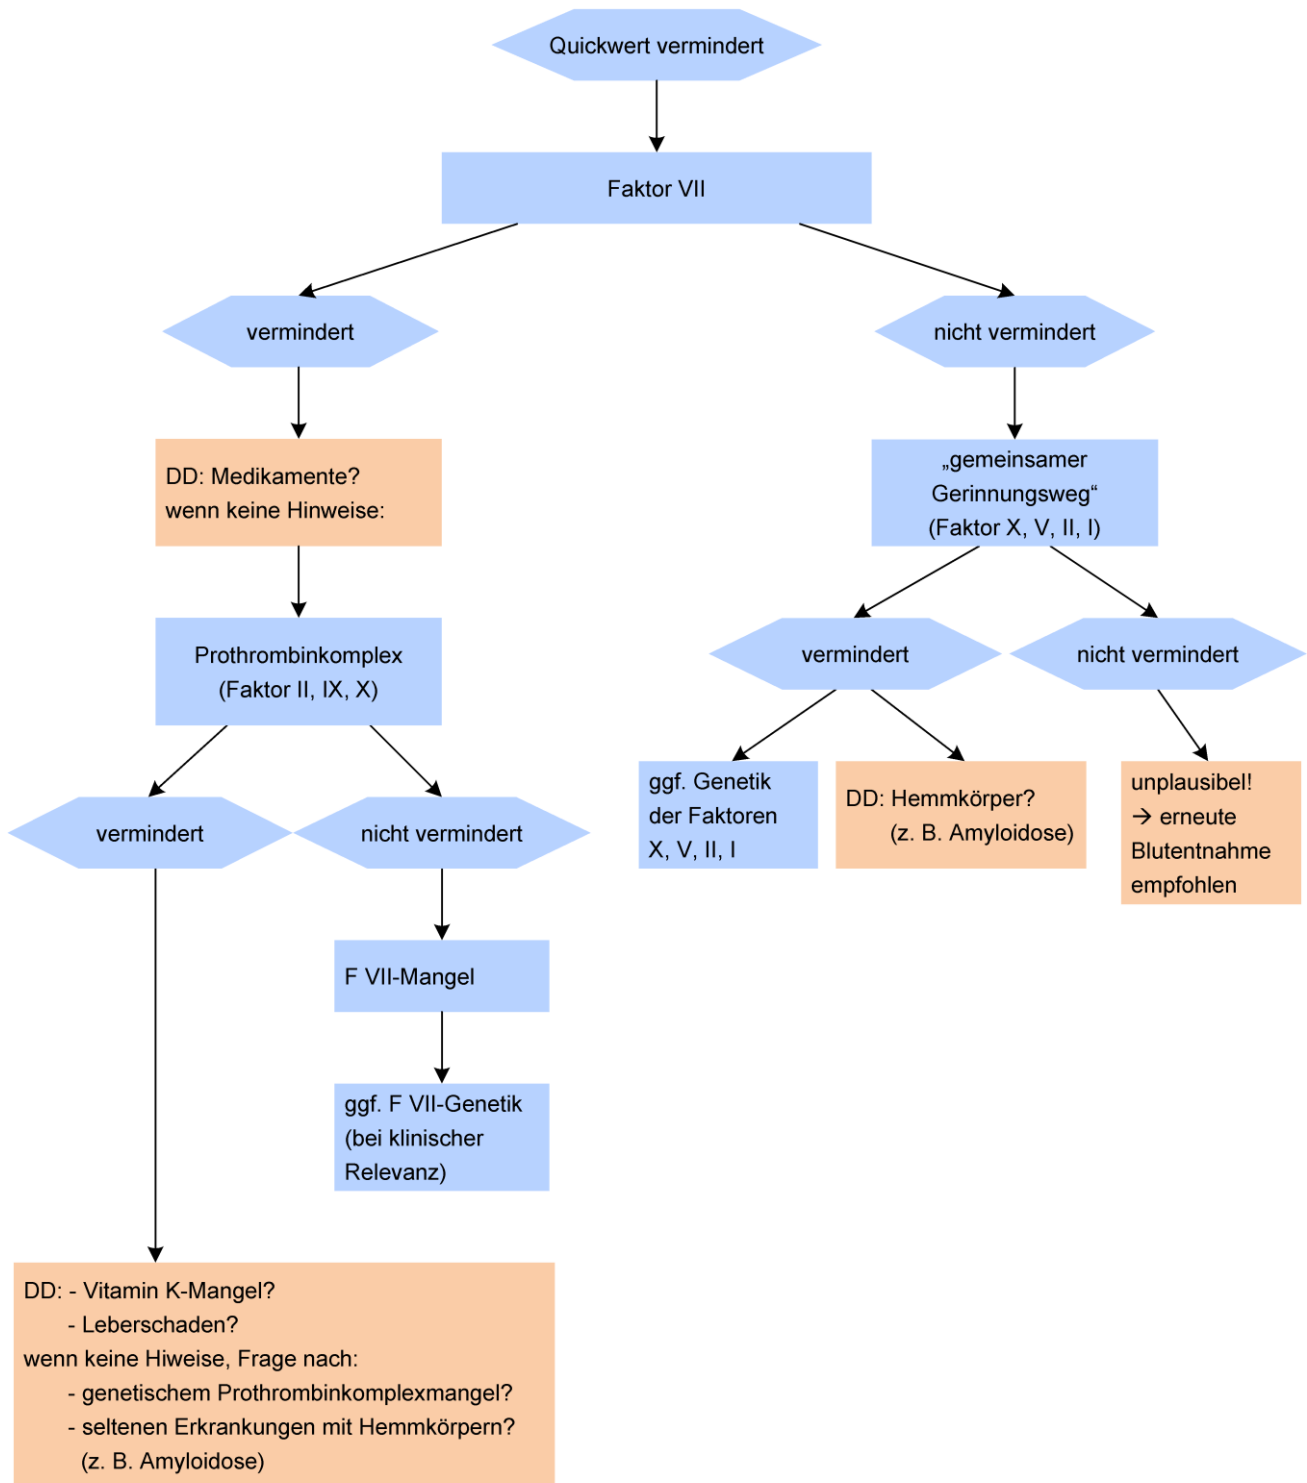 Quickwert vermindert
Faktor VII
vermindert
nicht vermindert
DD: Medikamente?
wenn keine Hinweise:
„gemeinsamer
Gerinnungsweg“
(Faktor X, V, II, I)
Prothrombinkomplex
(Faktor II, IX, X)
vermindert
nicht vermindert
ggf. Genetik
der Faktoren
X, V, II, I
DD: Hemmkörper?
(z. B. Amyloidose)
unplausibel!
→ erneute
Blutentnahme
empfohlen
vermindert
nicht vermindert
F VII-Mangel
ggf. F VII-Genetik
(bei klinischer
Relevanz)
DD: - Vitamin K-Mangel?
- Leberschaden?
wenn keine Hiweise, Frage nach:
- genetischem Prothrombinkomplexmangel?
- seltenen Erkrankungen mit Hemmkörpern?
(z. B. Amyloidose)